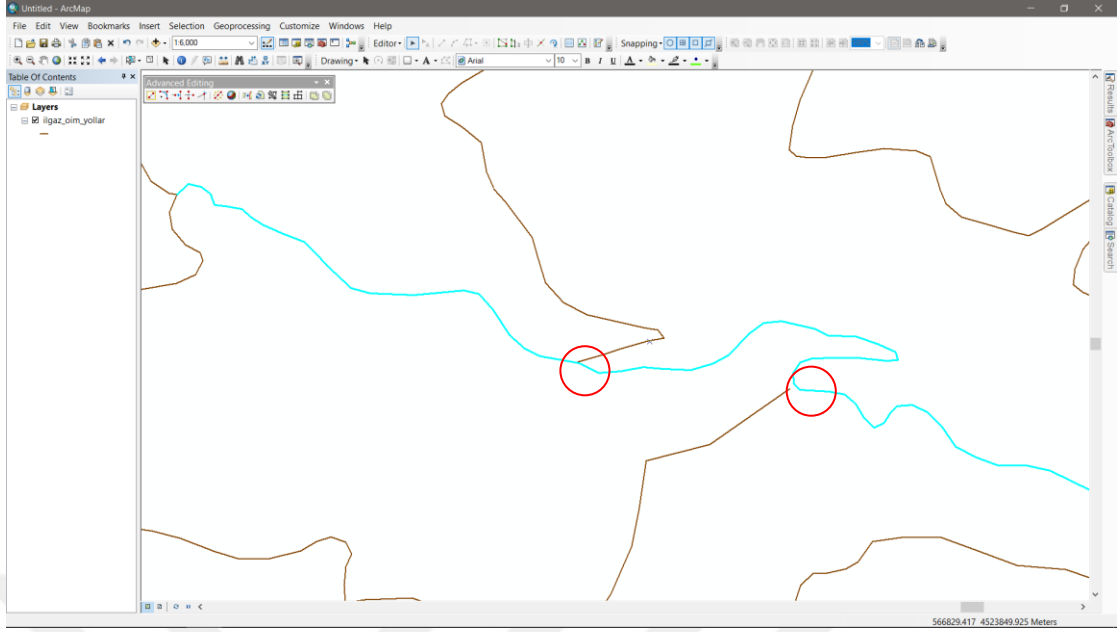 Untitled - ArcMap
File Edit View Bookmarks Insert Selection Geoprocessing Customize Windows Help
1:6,000 Editor Snapping
Drawing A Arial 10 B I U A
Table Of Contents
Advanced Editing
Layers
ilgaz_oim_yollar
Results
ArcToolbox
Catalog
Search
566829.417 4523849.925 Meters